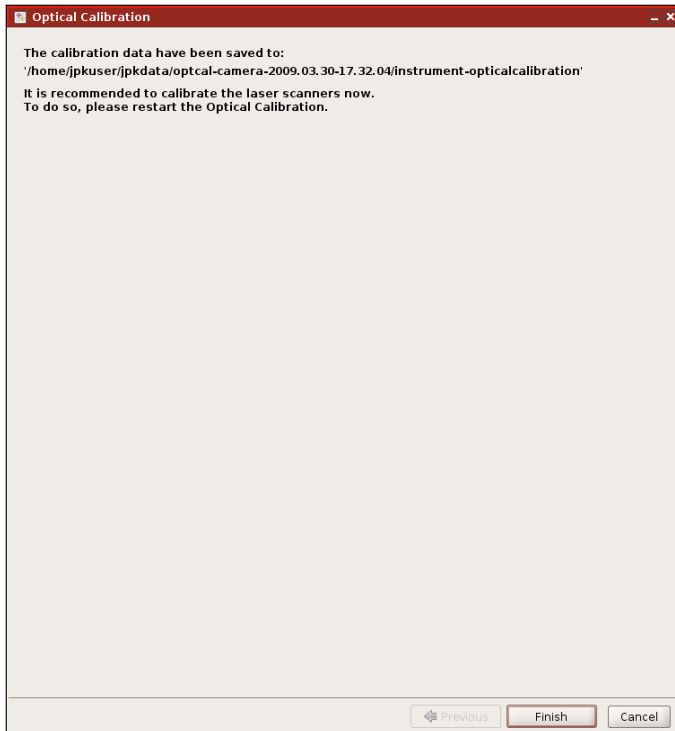 Optical Calibration
The calibration data have been saved to:
'/home/jpkuser/jpkdata/optcal-camera-2009.03.30-17.32.04/instrument-opticalcalibration'
It is recommended to calibrate the laser scanners now.
To do so, please restart the Optical Calibration.
Previous Finish Cancel